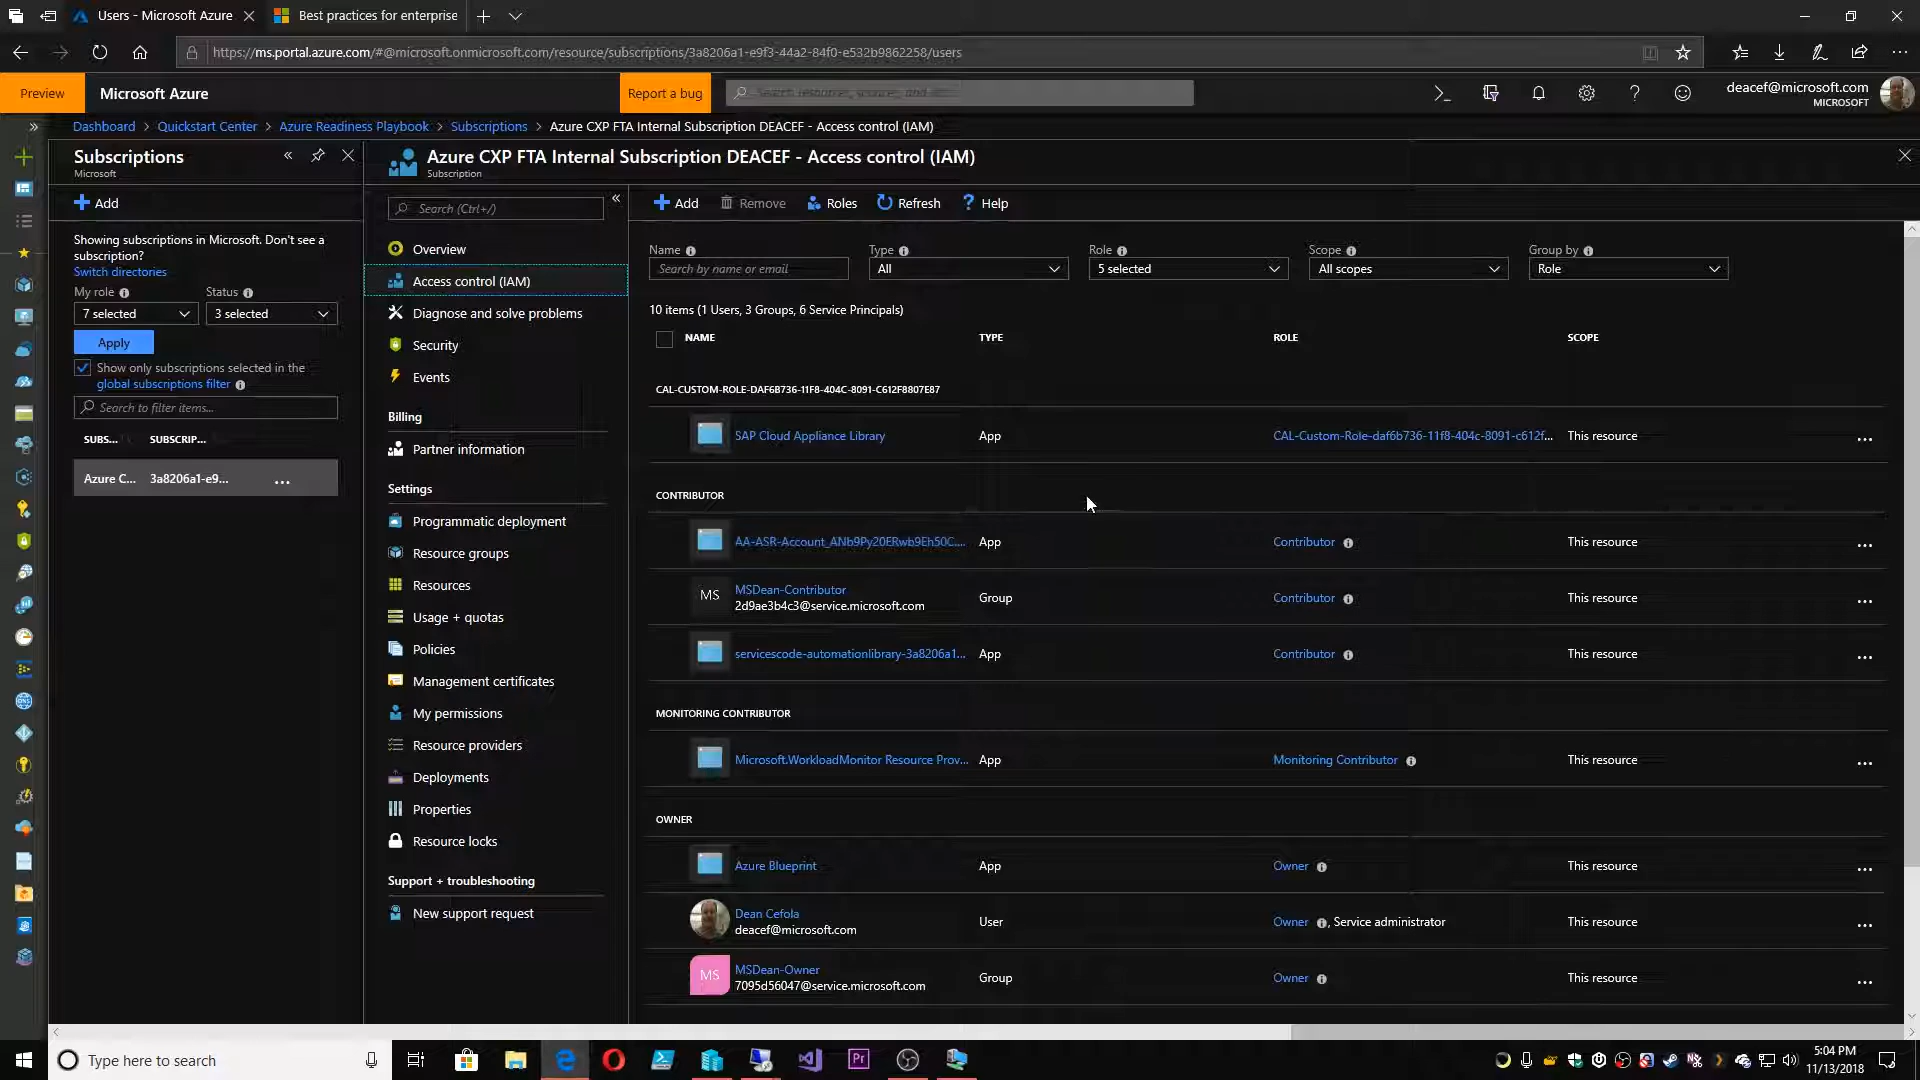 Users - Microsoft Azure
Best practices for enterprise
https://ms.portal.azure.com/#@microsoft.onmicrosoft.com/resource/subscriptions/3a8206a1-e9f3-44a2-84f0-e532b9862258/users
Preview
Microsoft Azure
Report a bug
deacef@microsoft.com
MICROSOFT
Dashboard
Quickstart Center
Azure Readiness Playbook
Subscriptions
Azure CXP FTA Internal Subscription DEACEF - Access control (IAM)
Subscriptions
Microsoft
Add
Showing subscriptions in Microsoft. Don't see a
subscription?
Switch directories
My role
Status
7 selected
3 selected
Apply
Show only subscriptions selected in the
global subscriptions filter
Search to filter items...
SUBS...
SUBSCRIP...
Azure C...
3a8206a1-e9...
...
Azure CXP FTA Internal Subscription DEACEF - Access control (IAM)
Subscription
Search (Ctrl+/)
Overview
Access control (IAM)
Diagnose and solve problems
Security
Events
Billing
Partner information
Settings
Programmatic deployment
Resource groups
Resources
Usage + quotas
Policies
Management certificates
My permissions
Resource providers
Deployments
Properties
Resource locks
Support + troubleshooting
New support request
Add
Remove
Roles
Refresh
Help
Name
Type
Role
Scope
Group by
Search by name or email
All
5 selected
All scopes
Role
10 items (1 Users, 3 Groups, 6 Service Principals)
NAME
TYPE
ROLE
SCOPE
CAL-CUSTOM-ROLE-DAF6B736-11F8-404C-8091-C612F8807E87
SAP Cloud Appliance Library
App
CAL-Custom-Role-daf6b736-11f8-404c-8091-c612f...
This resource
...
CONTRIBUTOR
AA-ASR-Account_ANb9Py20ERwb9Eh50C....
App
Contributor
This resource
...
MS
MSDean-Contributor
2d9ae3b4c3@service.microsoft.com
Group
Contributor
This resource
...
servicescode-automationlibrary-3a8206a1...
App
Contributor
This resource
...
MONITORING CONTRIBUTOR
Microsoft.WorkloadMonitor Resource Prov...
App
Monitoring Contributor
This resource
...
OWNER
Azure Blueprint
App
Owner
This resource
...
Dean Cefola
deacef@microsoft.com
User
Owner , Service administrator
This resource
...
MS
MSDean-Owner
7095d56047@service.microsoft.com
Group
Owner
This resource
...
Type here to search
Pr
5:04 PM
11/13/2018